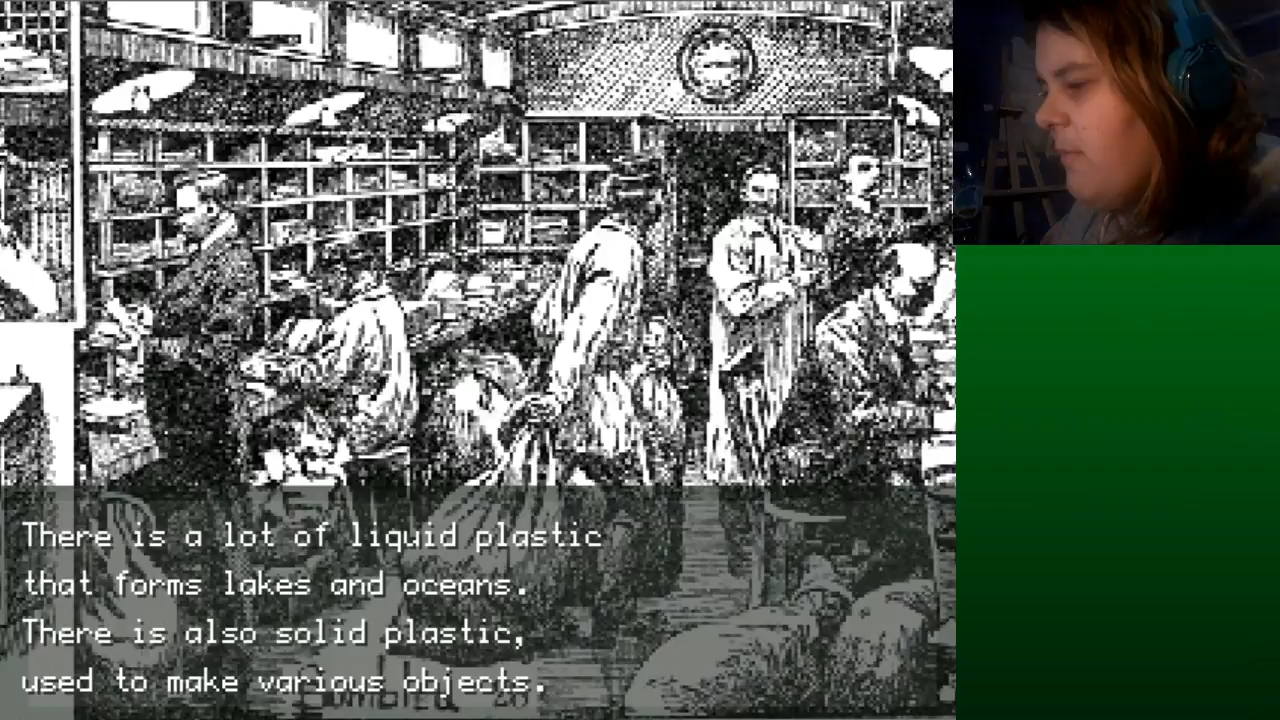 There is a lot of liquid plastic
that forms lakes and oceans.
There is also solid plastic,
used to make various objects.